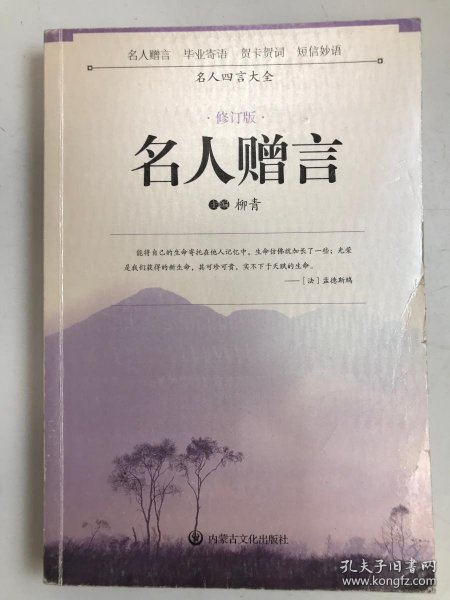 名人赠言 毕业寄语 贺卡贺词 短信妙语
名人四言大全
·修订版·
名人赠言
主编 柳青
能将自己的生命寄托在他人记忆中，生命仿佛就加长了一些；光荣
是我们获得的新生命，其可珍可贵，实不下于天赋的生命。
——［法］孟德斯鸠
内蒙古文化出版社
孔夫子旧书网
www.kongfz.com